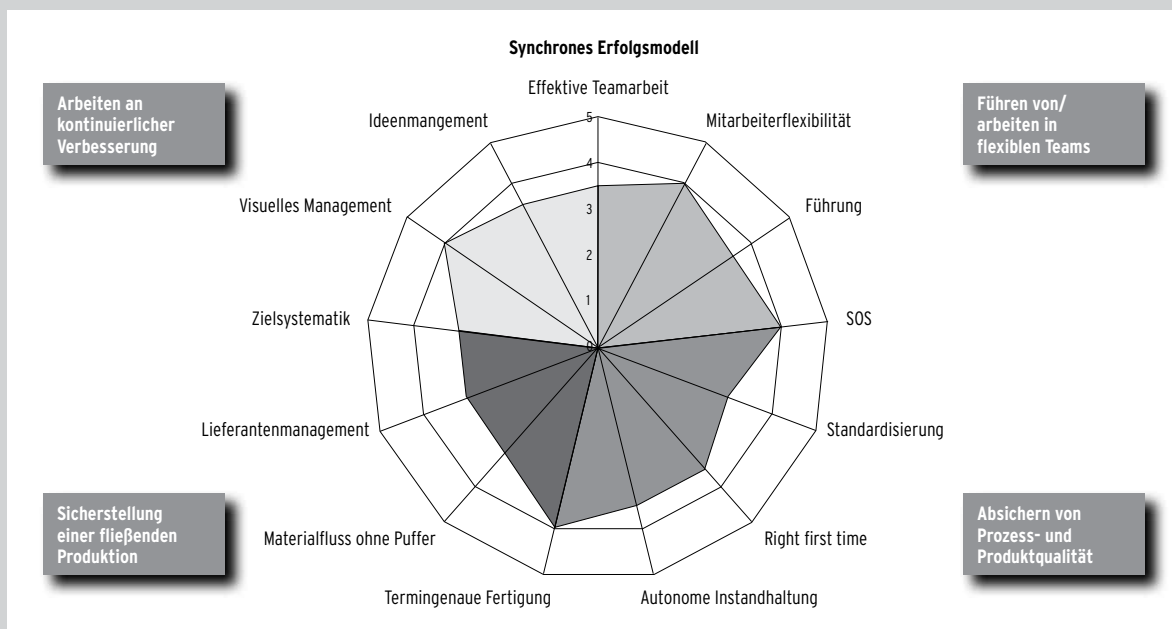 Synchrones Erfolgsmodell
Arbeiten an
kontinuierlicher
Verbesserung
Führen von/
arbeiten in
flexiblen Teams
Effektive Teamarbeit
Ideenmangement
Mitarbeiterflexibilität
Visuelles Management
Führung
Zielsystematik
SOS
Lieferantenmanagement
Standardisierung
Materialfluss ohne Puffer
Right first time
Termingenaue Fertigung
Autonome Instandhaltung
5
4
3
2
1
0
Sicherstellung
einer fließenden
Produktion
Absichern von
Prozess- und
Produktqualität